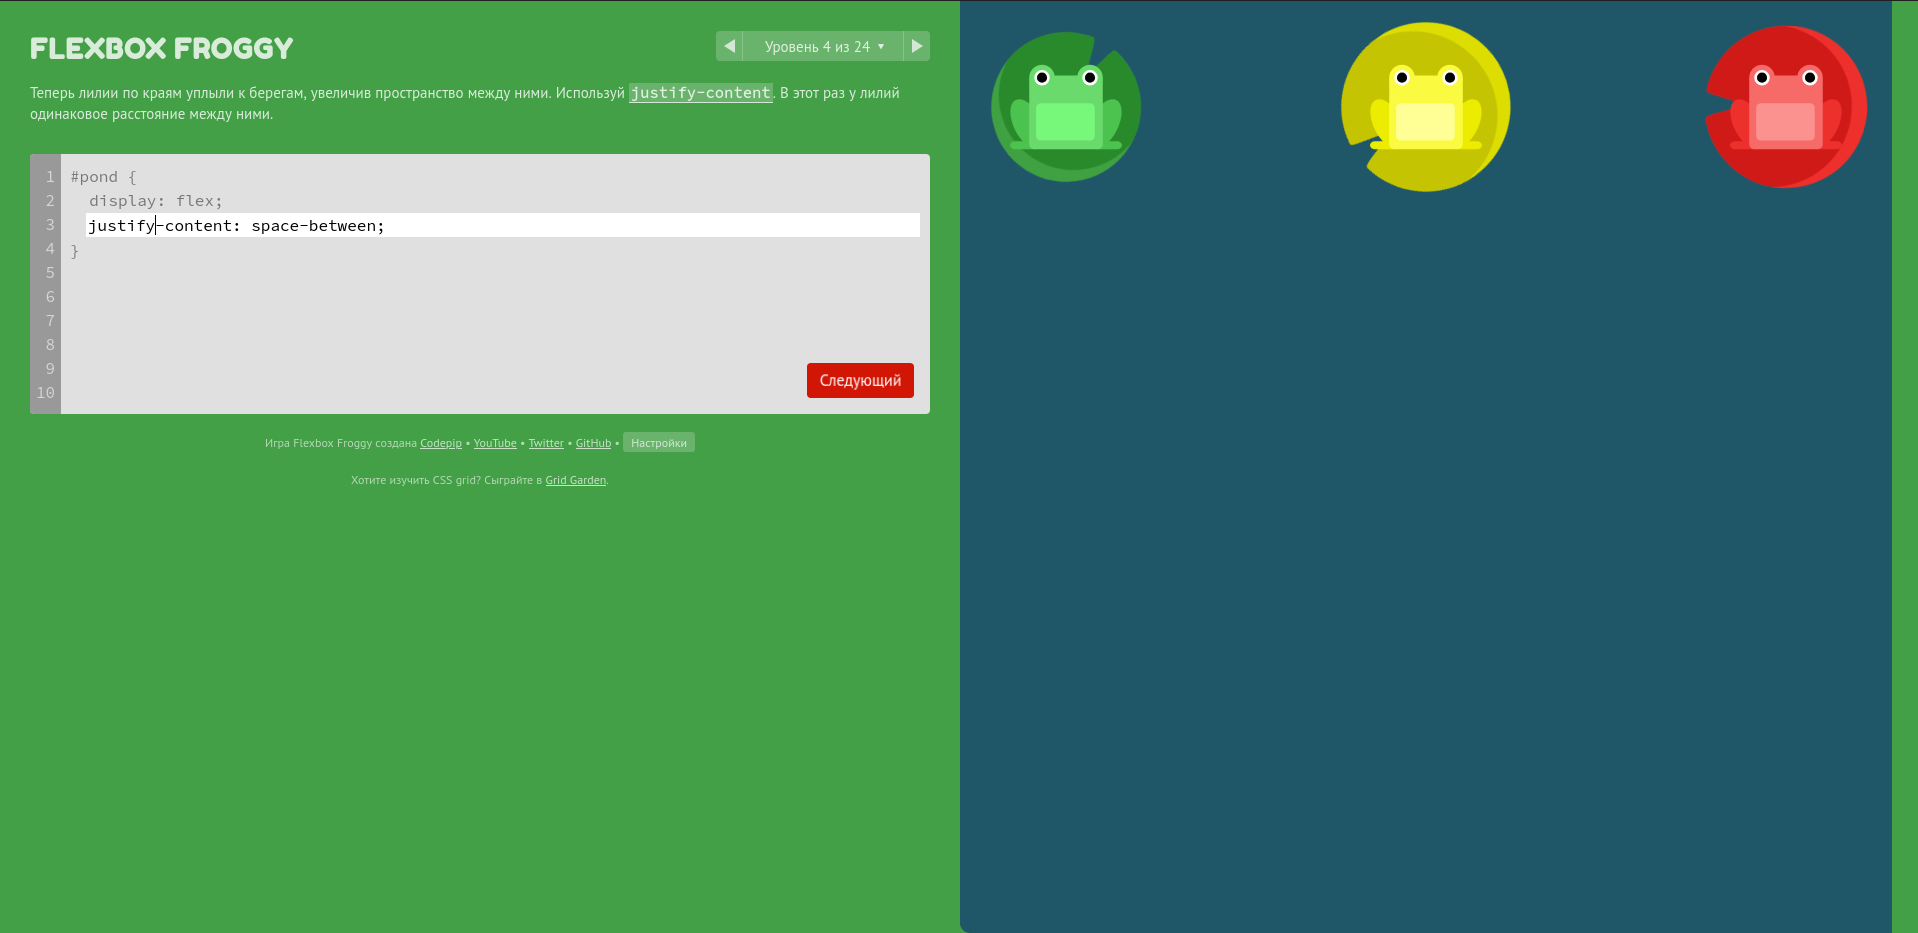 FLEXBOX FROGGY
◀ Уровень 4 из 24 ▼ ▶
Теперь лилии по краям уплыли к берегам, увеличив пространство между ними. Используй justify-content. В этот раз у лилий
одинаковое расстояние между ними.
1 #pond {
2 display: flex;
3 justify-content: space-between;
4 }
5
6
7
8
9
10
Следующий
Игра Flexbox Froggy создана Codepip • YouTube • Twitter • GitHub • Настройки
Хотите изучить CSS grid? Сыграйте в Grid Garden.